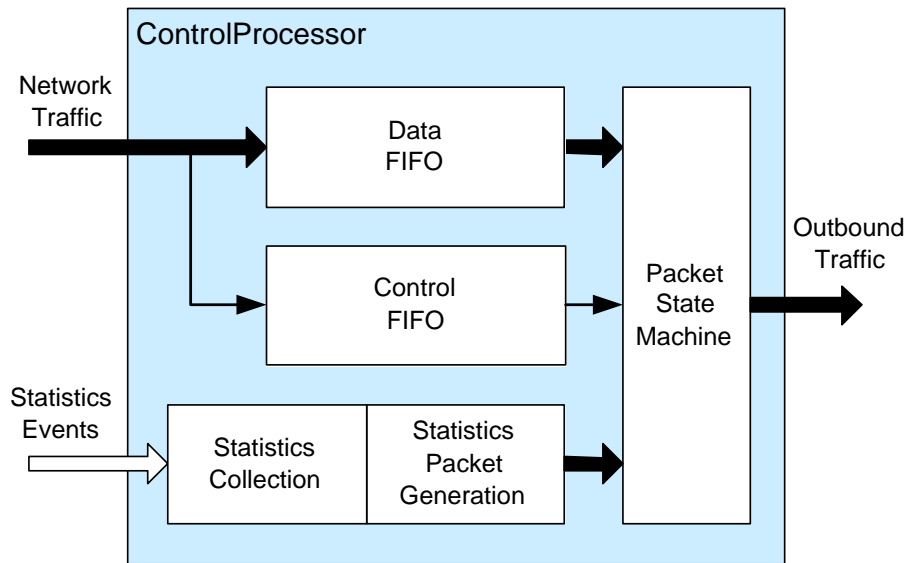 ControlProcessor
Network
Traffic
Data
FIFO
Control
FIFO
Packet
State
Machine
Outbound
Traffic
Statistics
Events
Statistics
Collection
Statistics
Packet
Generation